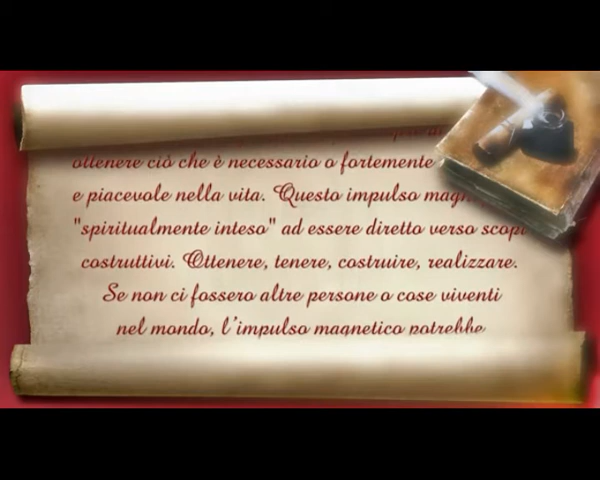 ottenere ciò che è necessario o fortemente
e piacevole nella vita. Questo impulso
"spiritualmente inteso" ad essere diretto verso scopi
costruttivi. Ottenere, tenere, costruire, realizzare.
Se non ci fossero altre persone o cose viventi
nel mondo, l'impulso magnetico potrebbe